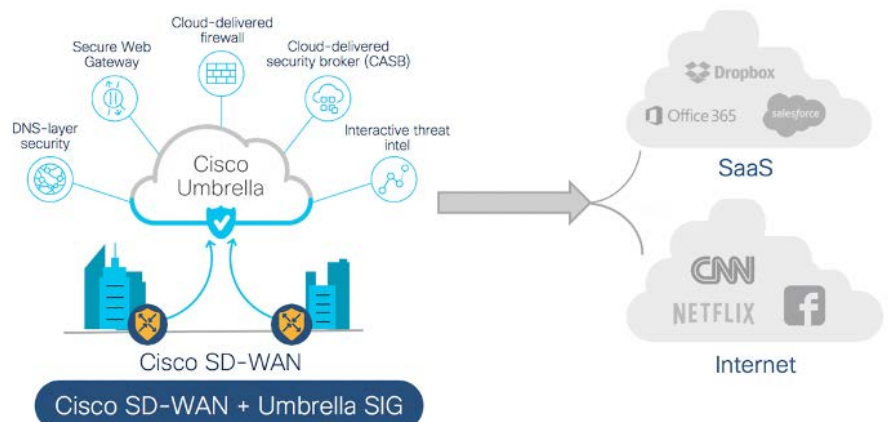 Cloud-delivered
firewall
Secure Web
Gateway
Cloud-delivered
security broker (CASB)
DNS-layer
security
Interactive threat
intel
Cisco
Umbrella
Cisco SD-WAN
Cisco SD-WAN + Umbrella SIG
Dropbox
Office 365
salesforce
SaaS
CNN
NETFLIX
f
Internet